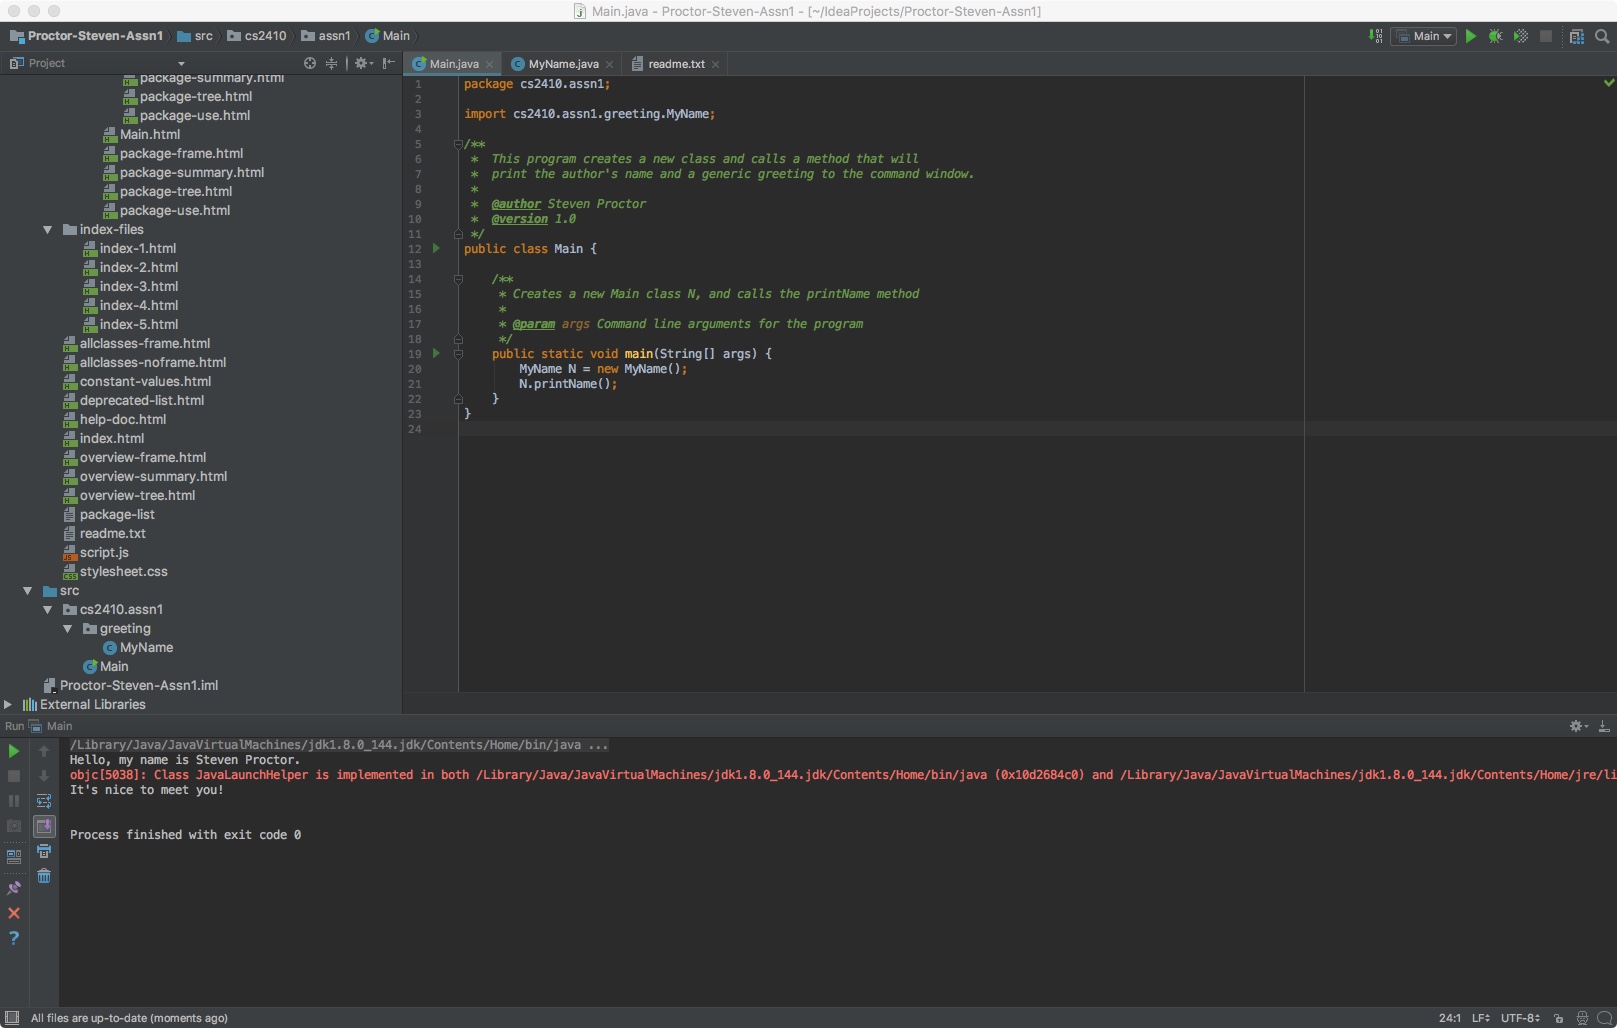 Main.java - Proctor-Steven-Assn1 - [~/IdeaProjects/Proctor-Steven-Assn1]
Proctor-Steven-Assn1 src cs2410 assn1 Main
Main
Project
Main.java MyName.java readme.txt
package-summary.html
package-tree.html
package-use.html
Main.html
package-frame.html
package-summary.html
package-tree.html
package-use.html
index-files
index-1.html
index-2.html
index-3.html
index-4.html
index-5.html
allclasses-frame.html
allclasses-noframe.html
constant-values.html
deprecated-list.html
help-doc.html
index.html
overview-frame.html
overview-summary.html
overview-tree.html
package-list
readme.txt
script.js
stylesheet.css
src
cs2410.assn1
greeting
MyName
Main
Proctor-Steven-Assn1.iml
External Libraries
1 package cs2410.assn1;
2
3 import cs2410.assn1.greeting.MyName;
4
5 /**
6 * This program creates a new class and calls a method that will
7 * print the author's name and a generic greeting to the command window.
8 *
9 * @author Steven Proctor
10 * @version 1.0
11 */
12 public class Main {
13
14 /**
15 * Creates a new Main class N, and calls the printName method
16 *
17 * @param args Command line arguments for the program
18 */
19 public static void main(String[] args) {
20 MyName N = new MyName();
21 N.printName();
22 }
23 }
24
Run Main
/Library/Java/JavaVirtualMachines/jdk1.8.0_144.jdk/Contents/Home/bin/java ...
Hello, my name is Steven Proctor.
objc[5038]: Class JavaLaunchHelper is implemented in both /Library/Java/JavaVirtualMachines/jdk1.8.0_144.jdk/Contents/Home/bin/java (0x10d2684c0) and /Library/Java/JavaVirtualMachines/jdk1.8.0_144.jdk/Contents/Home/jre/li
It's nice to meet you!
Process finished with exit code 0
All files are up-to-date (moments ago)
24:1 LF UTF-8